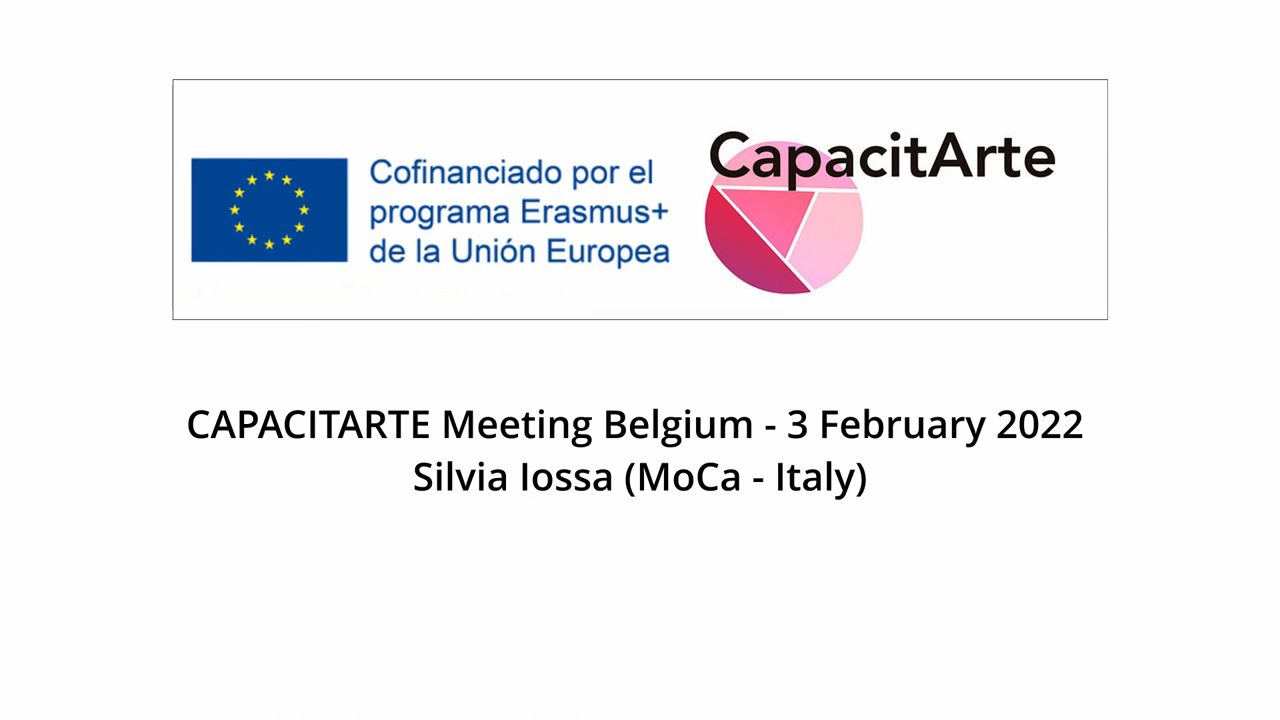 Cofinanciado por el
programa Erasmus+
de la Unión Europea
CapacitArte
CAPACITARTE Meeting Belgium - 3 February 2022
Silvia Iossa (MoCa - Italy)